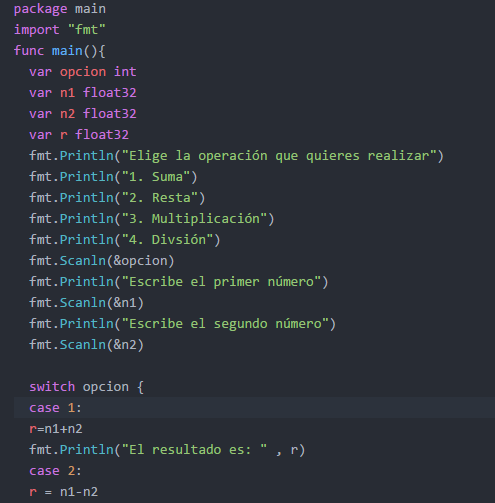 package main
import "fmt"
func main(){
  var opcion int
  var n1 float32
  var n2 float32
  var r float32
  fmt.Println("Elige la operación que quieres realizar")
  fmt.Println("1. Suma")
  fmt.Println("2. Resta")
  fmt.Println("3. Multiplicación")
  fmt.Println("4. Divsión")
  fmt.Scanln(&opcion)
  fmt.Println("Escribe el primer número")
  fmt.Scanln(&n1)
  fmt.Println("Escribe el segundo número")
  fmt.Scanln(&n2)

  switch opcion {
  case 1:
  r=n1+n2
  fmt.Println("El resultado es: " , r)
  case 2:
  r = n1-n2